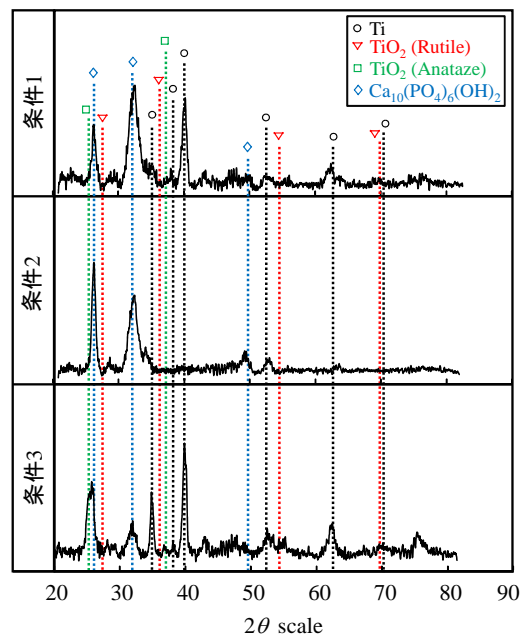 ○ Ti
▽ TiO2 (Rutile)
□ TiO2 (Anataze)
◇ Ca10(PO4)6(OH)2
条件1
条件2
条件3
20 30 40 50 60 70 80 90
2θ scale